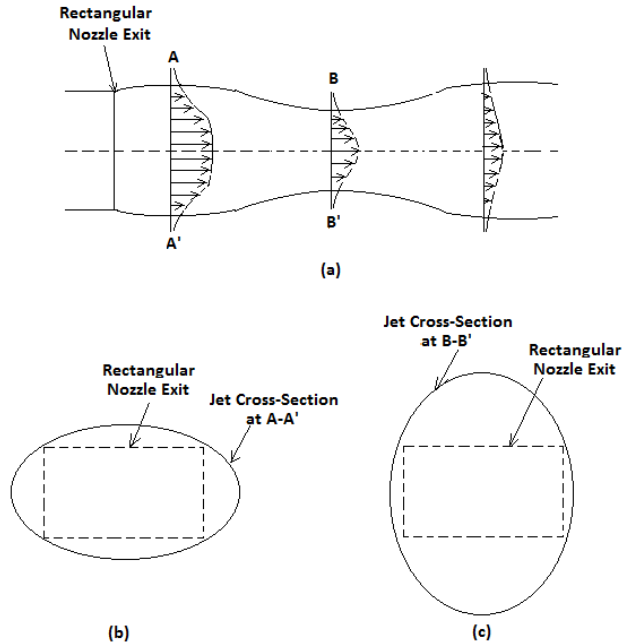 Rectangular
Nozzle Exit
A
B
A'
B'
(a)
Rectangular
Nozzle Exit
Jet Cross-Section
at A-A'
(b)
Jet Cross-Section
at B-B'
Rectangular
Nozzle Exit
(c)